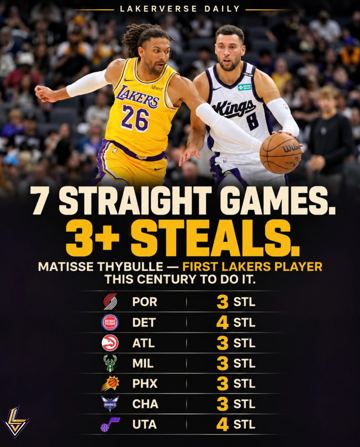 LAKERVERSE DAILY
LAKERS
26
Kings
8
7 STRAIGHT GAMES.
3+ STEALS.
MATISSE THYBULLE — FIRST LAKERS PLAYER
THIS CENTURY TO DO IT.
POR 3 STL
DET 4 STL
ATL 3 STL
MIL 3 STL
PHX 3 STL
CHA 3 STL
UTA 4 STL